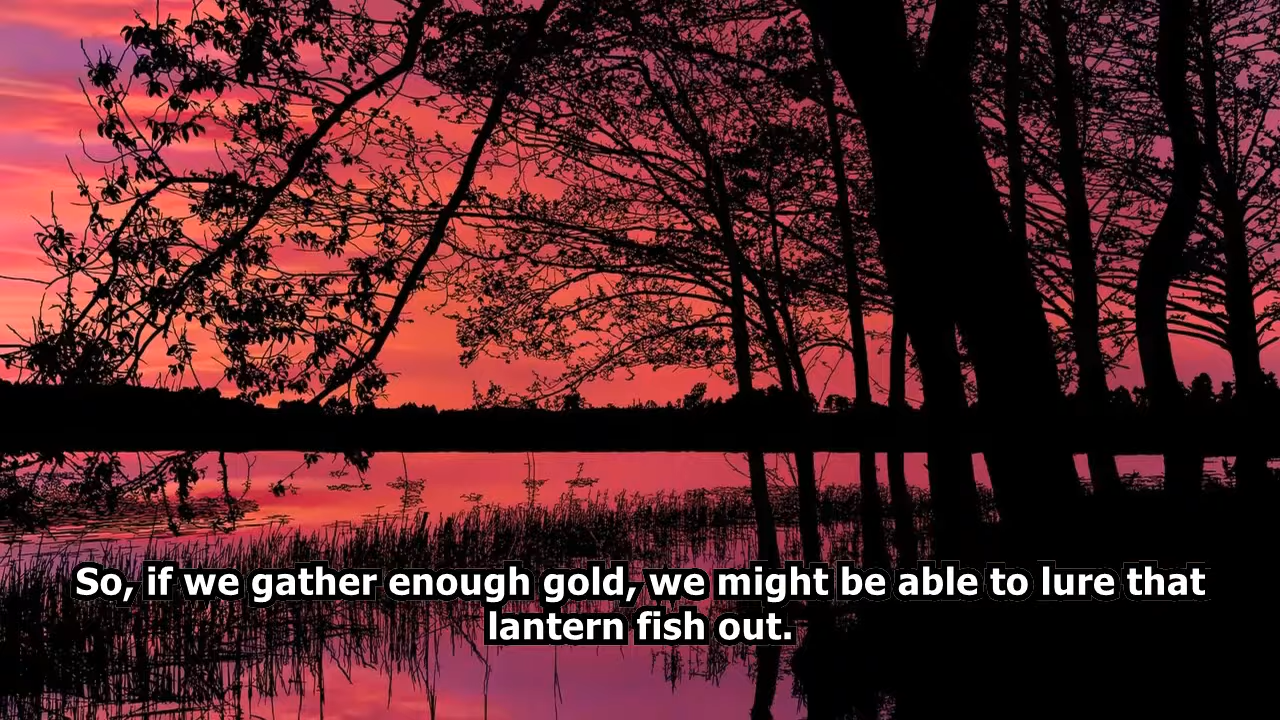 So, if we gather enough gold, we might be able to lure that
lantern fish out.